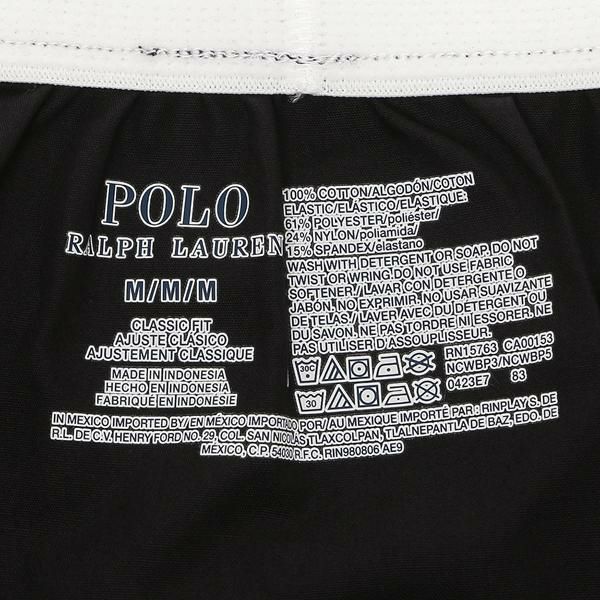 POLO
RALPH LAUREN
M/M/M
CLASSIC FIT
AJUSTE CLÁSICO
AJUSTEMENT CLASSIQUE
MADE IN INDONESIA
HECHO EN INDONESIA
FABRIQUÉ EN INDONÉSIE
100% COTTON/ALGODÓN/COTON
ELASTIC/ELÁSTICO/ELASTIQUE:
61% POLYESTER/poliéster/
24% NYLON/poliamida/
15% SPANDEX/elastano
WASH WITH DETERGENT OR SOAP. DO NOT
TWIST OR WRING. DO NOT USE FABRIC
SOFTENER./ LAVAR CON DETERGENTE O
JABÓN. NO EXPRIMIR. NO USAR SUAVIZANTE
DE TELAS./ LAVER AVEC DU DETERGENT OU
DU SAVON. NE PAS TORDRE NI ESSORER. NE
PAS UTILISER D'ASSOUPLISSEUR.
30C
30
RN15763 CA00153
NCWBP3/NCWBP5
0423E7 83
IN MEXICO IMPORTED BY/ EN MÉXICO IMPORTADO POR/ AU MEXIQUE IMPORTÉ PAR: RINPLAY S. DE
R.L. DE C.V. HENRY FORD NO. 29, COL. SAN NICOLÁS TLAXCOLPAN, TLALNEPANTLA DE BAZ, EDO. DE
MÉXICO, C.P. 54030 R.F.C. RIN980806 AE9